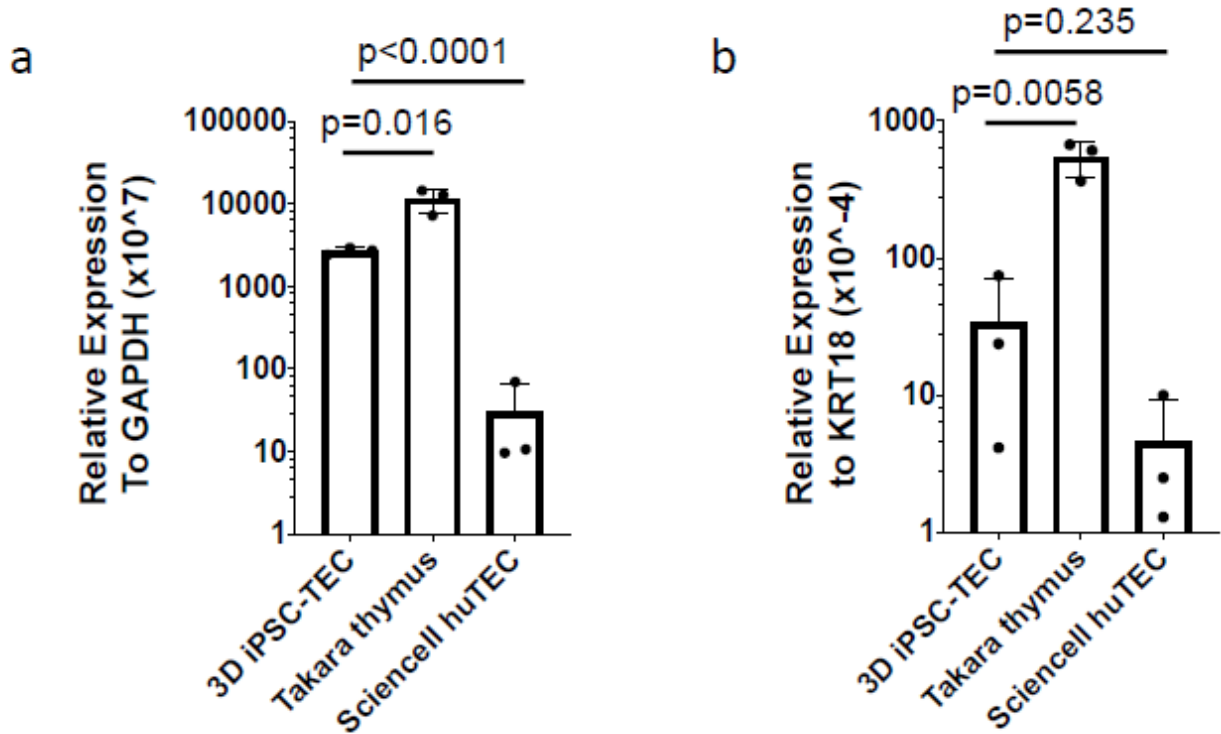 a
p<0.0001
p=0.016
Relative Expression
To GAPDH (x10^7)
100000
10000
1000
100
10
1
3D iPSC-TEC
Takara thymus
Sciencell huTEC
b
p=0.235
p=0.0058
Relative Expression
to KRT18 (x10^-4)
1000
100
10
1
3D iPSC-TEC
Takara thymus
Sciencell huTEC